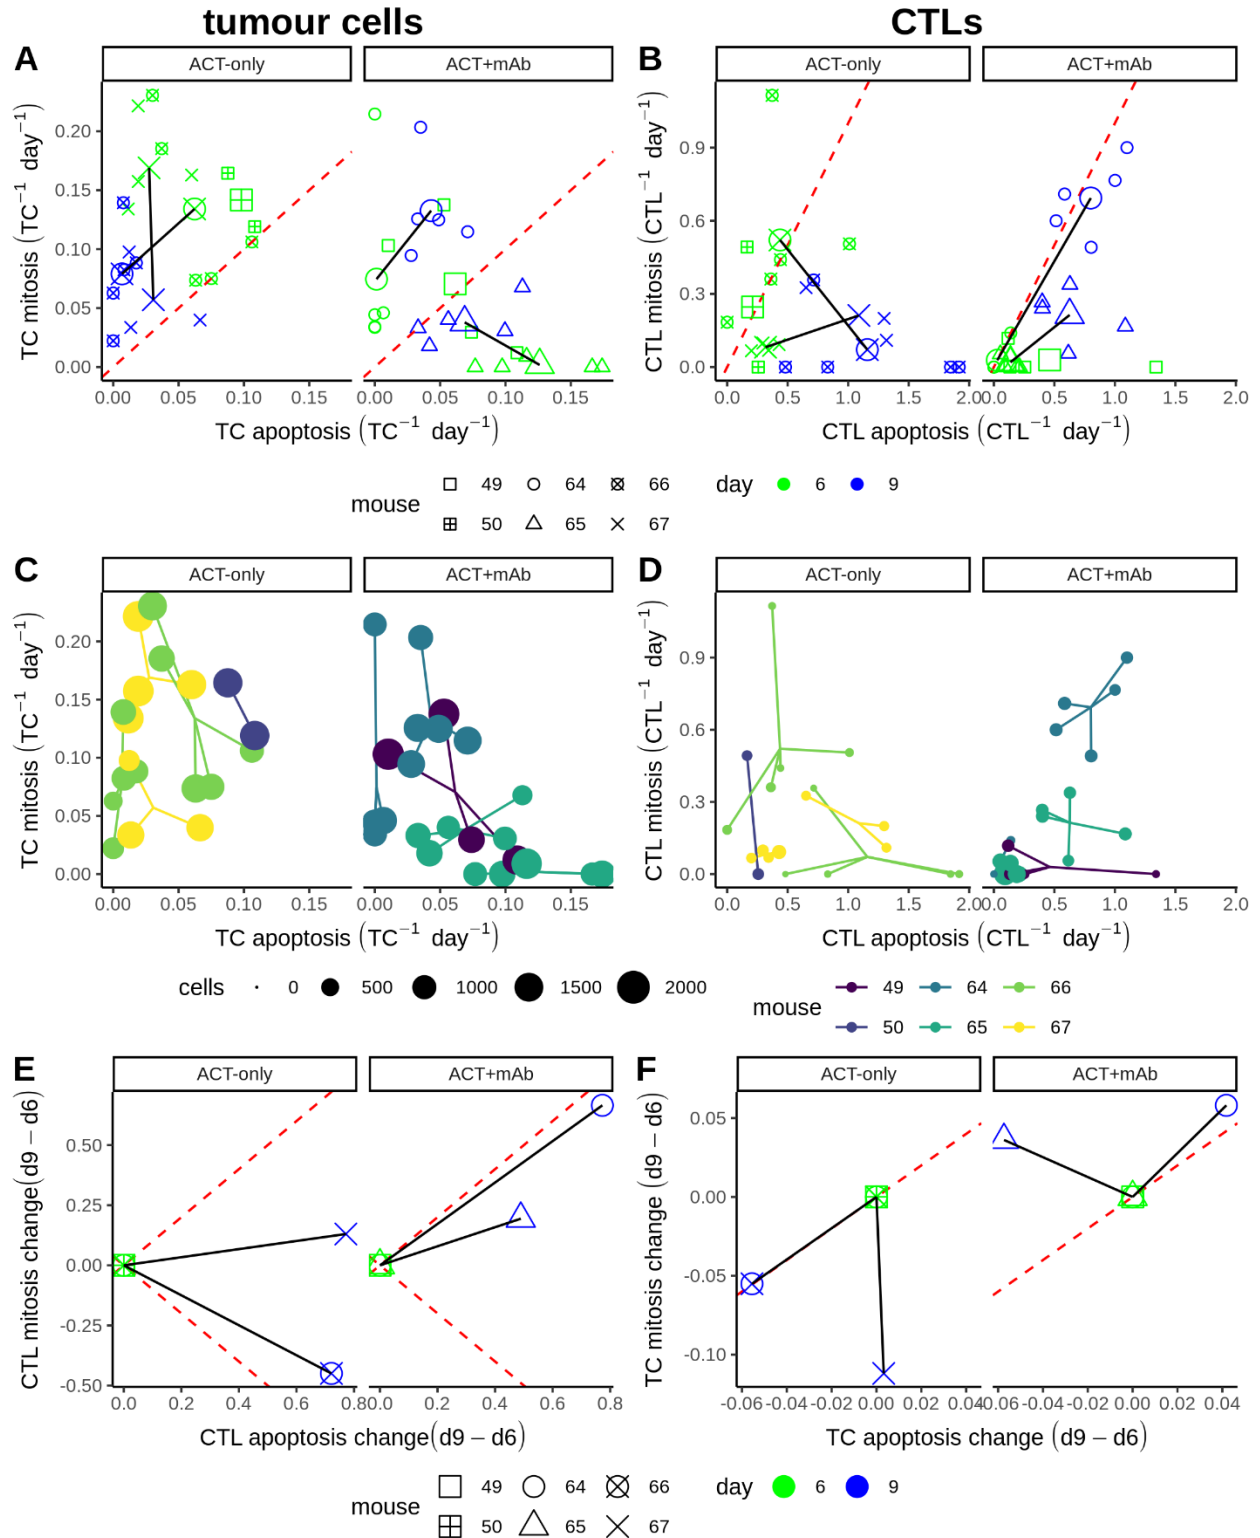 tumour cells CTLs
A ACT-only ACT+mAb B ACT-only ACT+mAb
TC mitosis (TC⁻¹ day⁻¹)
0.20
0.15
0.10
0.05
0.00
0.00 0.05 0.10 0.15 0.00 0.05 0.10 0.15
TC apoptosis (TC⁻¹ day⁻¹)
CTL mitosis (CTL⁻¹ day⁻¹)
0.9
0.6
0.3
0.0
0.0 0.5 1.0 1.5 2.0 0.0 0.5 1.0 1.5 2.0
CTL apoptosis (CTL⁻¹ day⁻¹)
mouse 49 64 66
50 65 67
day 6 9
C ACT-only ACT+mAb D ACT-only ACT+mAb
TC mitosis (TC⁻¹ day⁻¹)
0.20
0.15
0.10
0.05
0.00
0.00 0.05 0.10 0.15 0.00 0.05 0.10 0.15
TC apoptosis (TC⁻¹ day⁻¹)
CTL mitosis (CTL⁻¹ day⁻¹)
0.9
0.6
0.3
0.0
0.0 0.5 1.0 1.5 2.0 0.0 0.5 1.0 1.5 2.0
CTL apoptosis (CTL⁻¹ day⁻¹)
cells 0 500 1000 1500 2000
mouse 49 64 66
50 65 67
E ACT-only ACT+mAb F ACT-only ACT+mAb
CTL mitosis change(d9 − d6)
0.50
0.25
0.00
-0.25
-0.50
0.0 0.2 0.4 0.6 0.8 0.0 0.2 0.4 0.6 0.8
CTL apoptosis change(d9 − d6)
TC mitosis change (d9 − d6)
0.05
0.00
-0.05
-0.10
-0.06 -0.04 -0.02 0.00 0.02 0.04 -0.06 -0.04 -0.02 0.00 0.02 0.04
TC apoptosis change (d9 − d6)
mouse 49 64 66
50 65 67
day 6 9